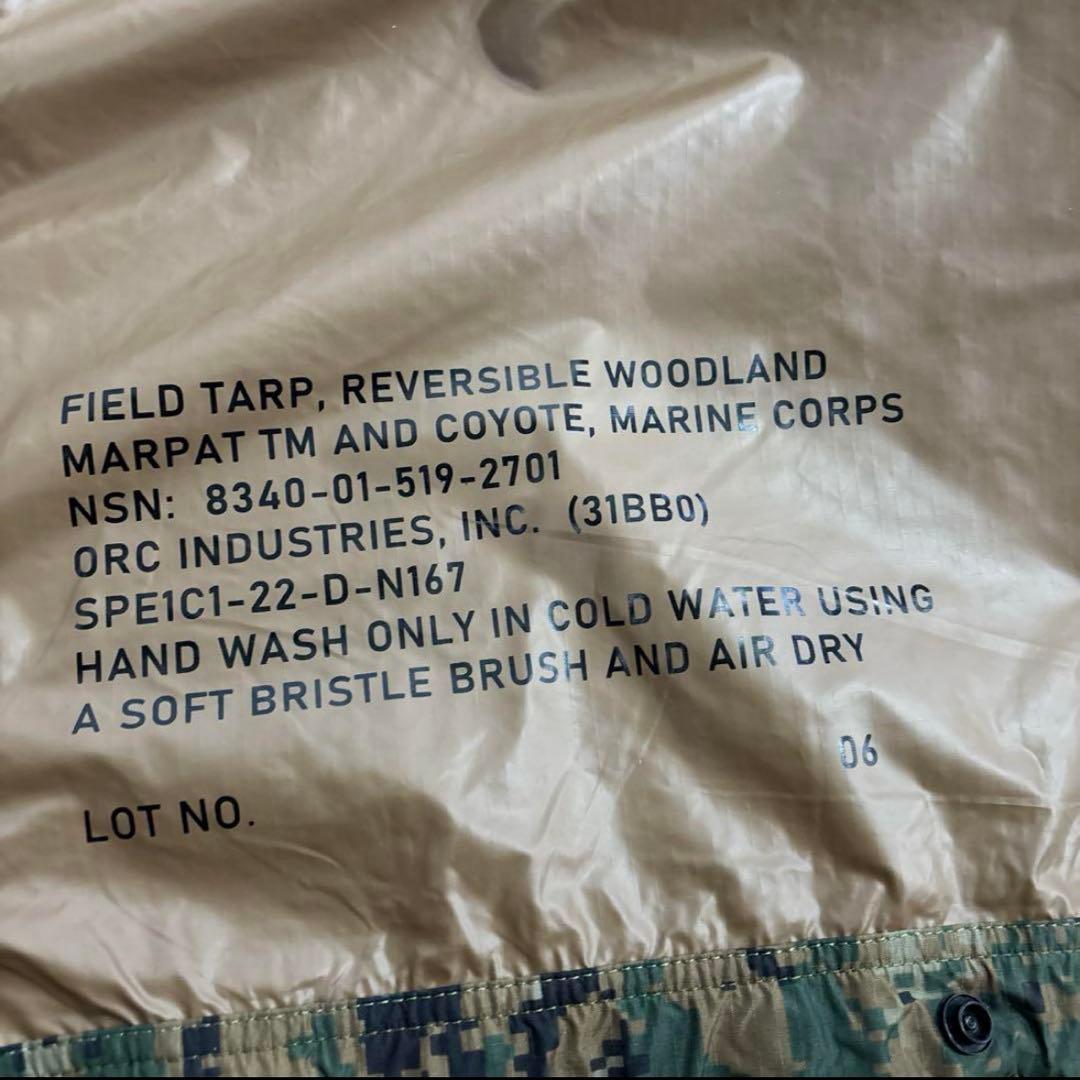 FIELD TARP, REVERSIBLE WOODLAND
MARPAT TM AND COYOTE, MARINE CORPS
NSN: 8340-01-519-2701
ORC INDUSTRIES, INC. (31BB0)
SPE1C1-22-D-N167
HAND WASH ONLY IN COLD WATER USING
A SOFT BRISTLE BRUSH AND AIR DRY
06
LOT NO.